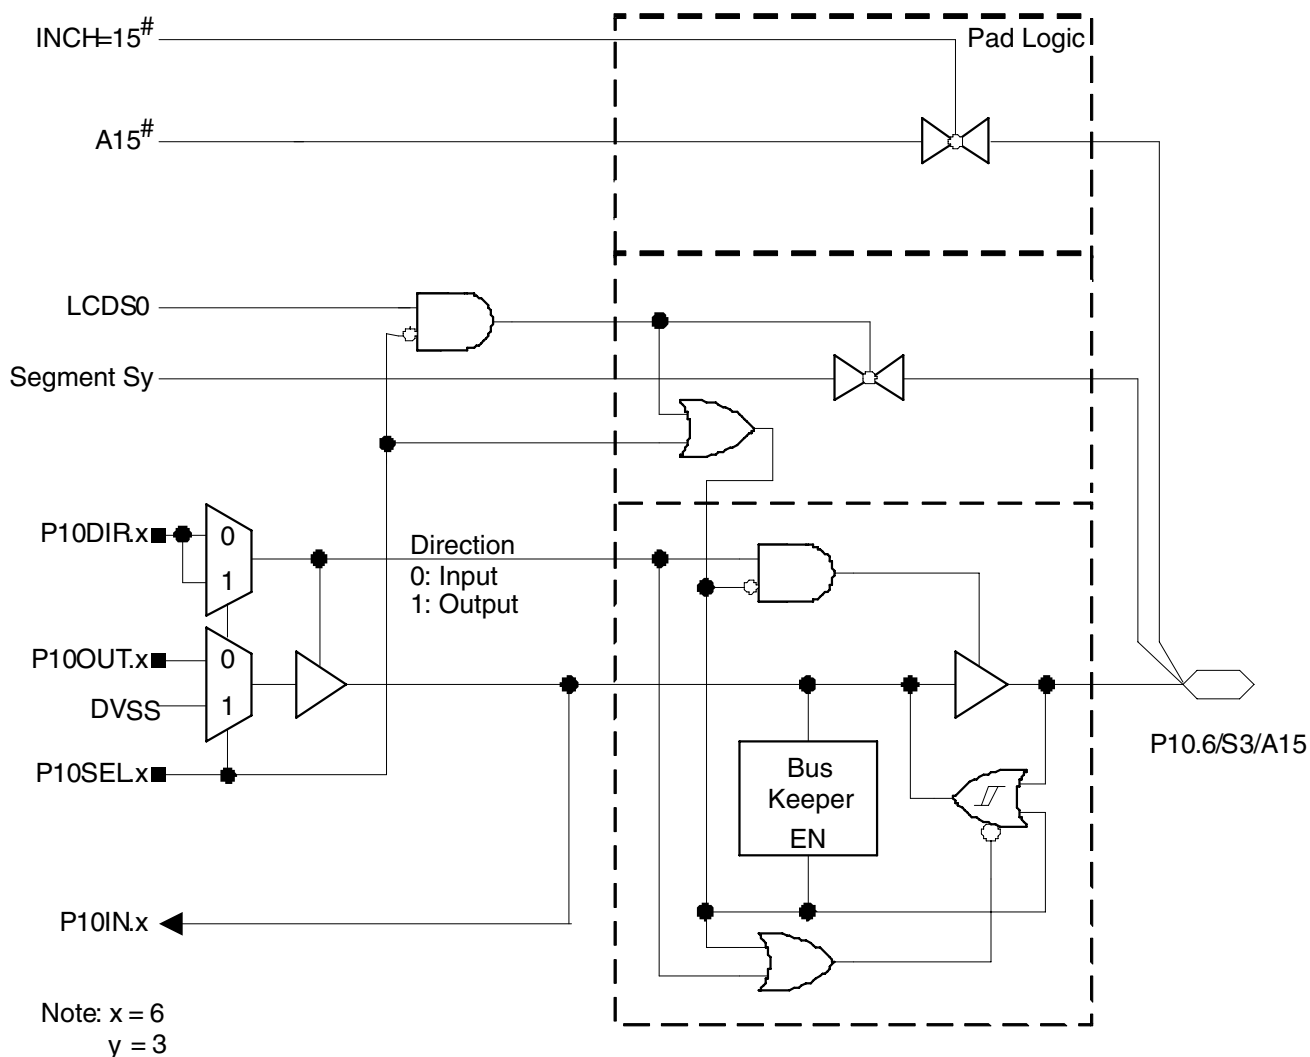 INCH=15#
Pad Logic
A15#
LCDS0
Segment Sy
P10DIR.x
0
1
Direction
0: Input
1: Output
P10OUT.x
0
DVSS
1
P10SEL.x
P10.6/S3/A15
Bus
Keeper
EN
P10IN.x
Note: x = 6
y = 3